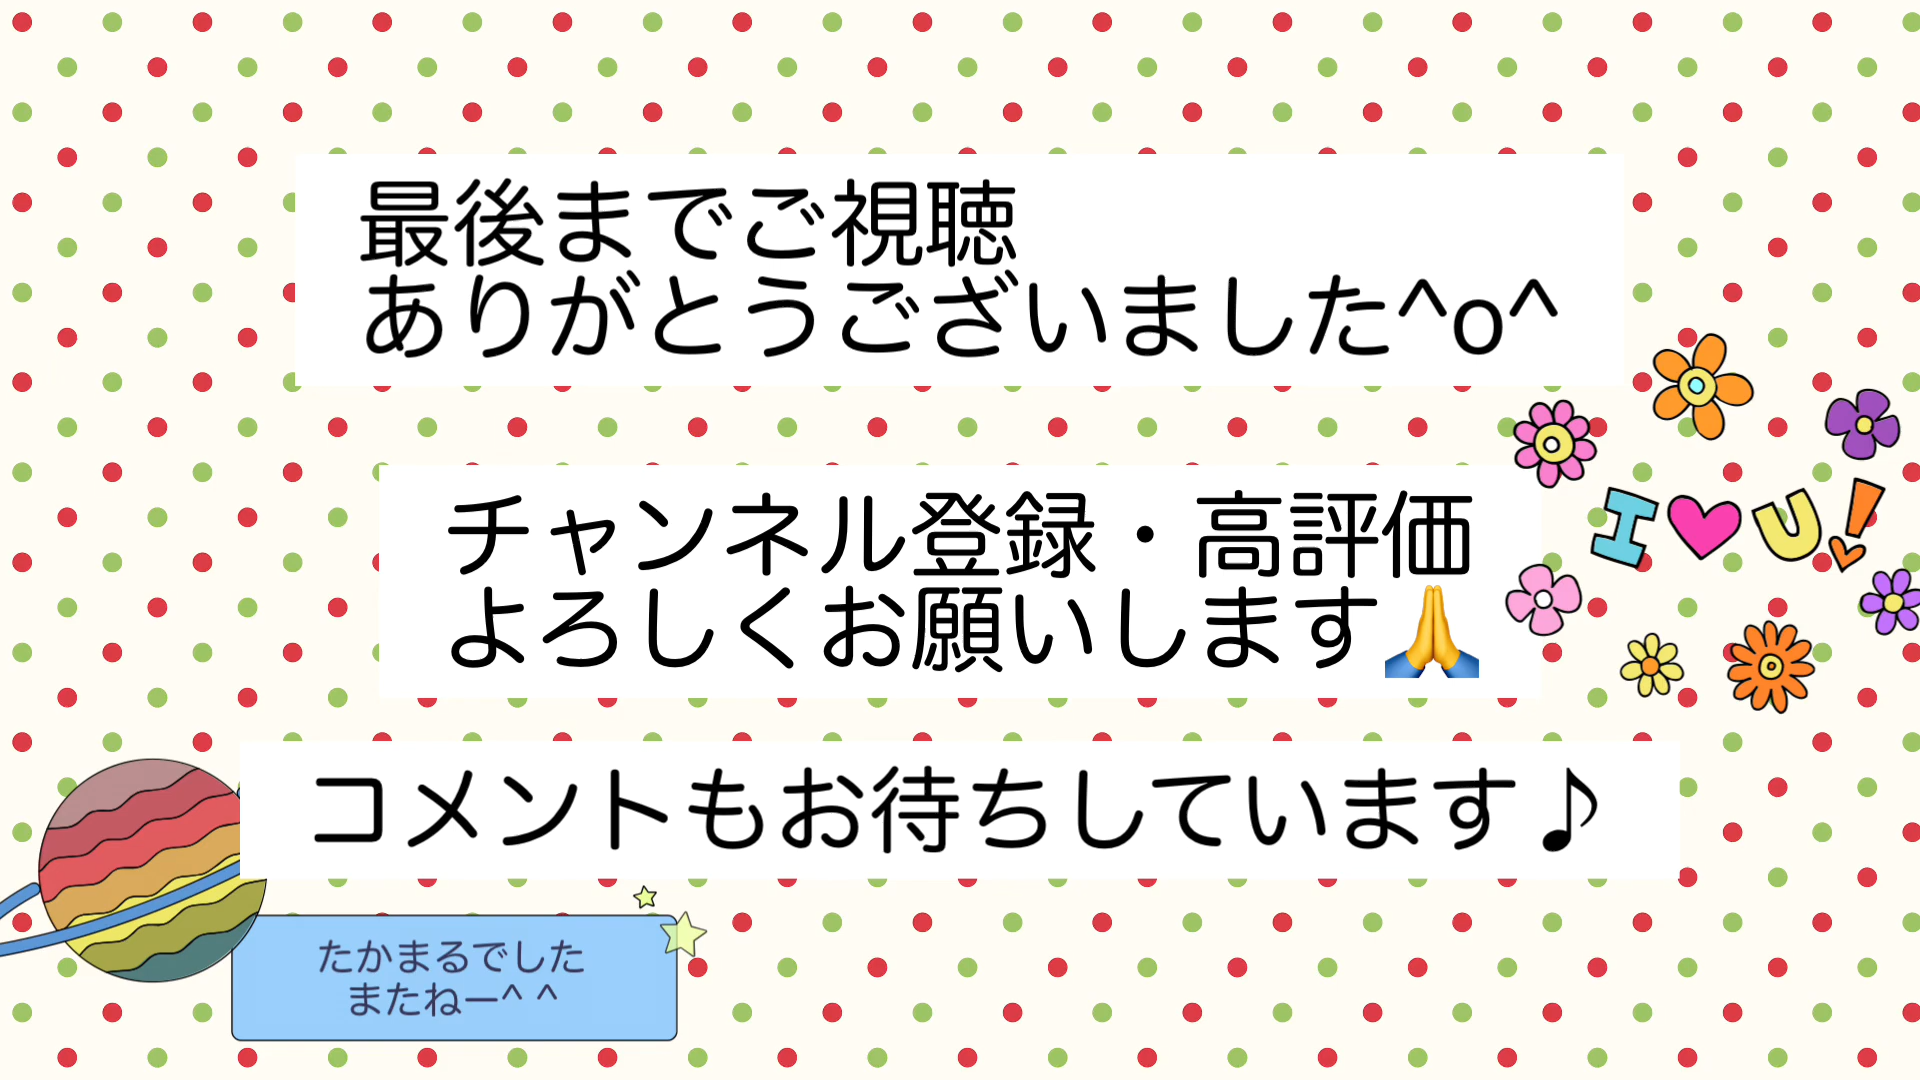 最後までご視聴
ありがとうございました^o^
チャンネル登録・高評価
よろしくお願いします🙏
コメントもお待ちしています♪
I ♥ U!
たかまるでした
またねー^ ^